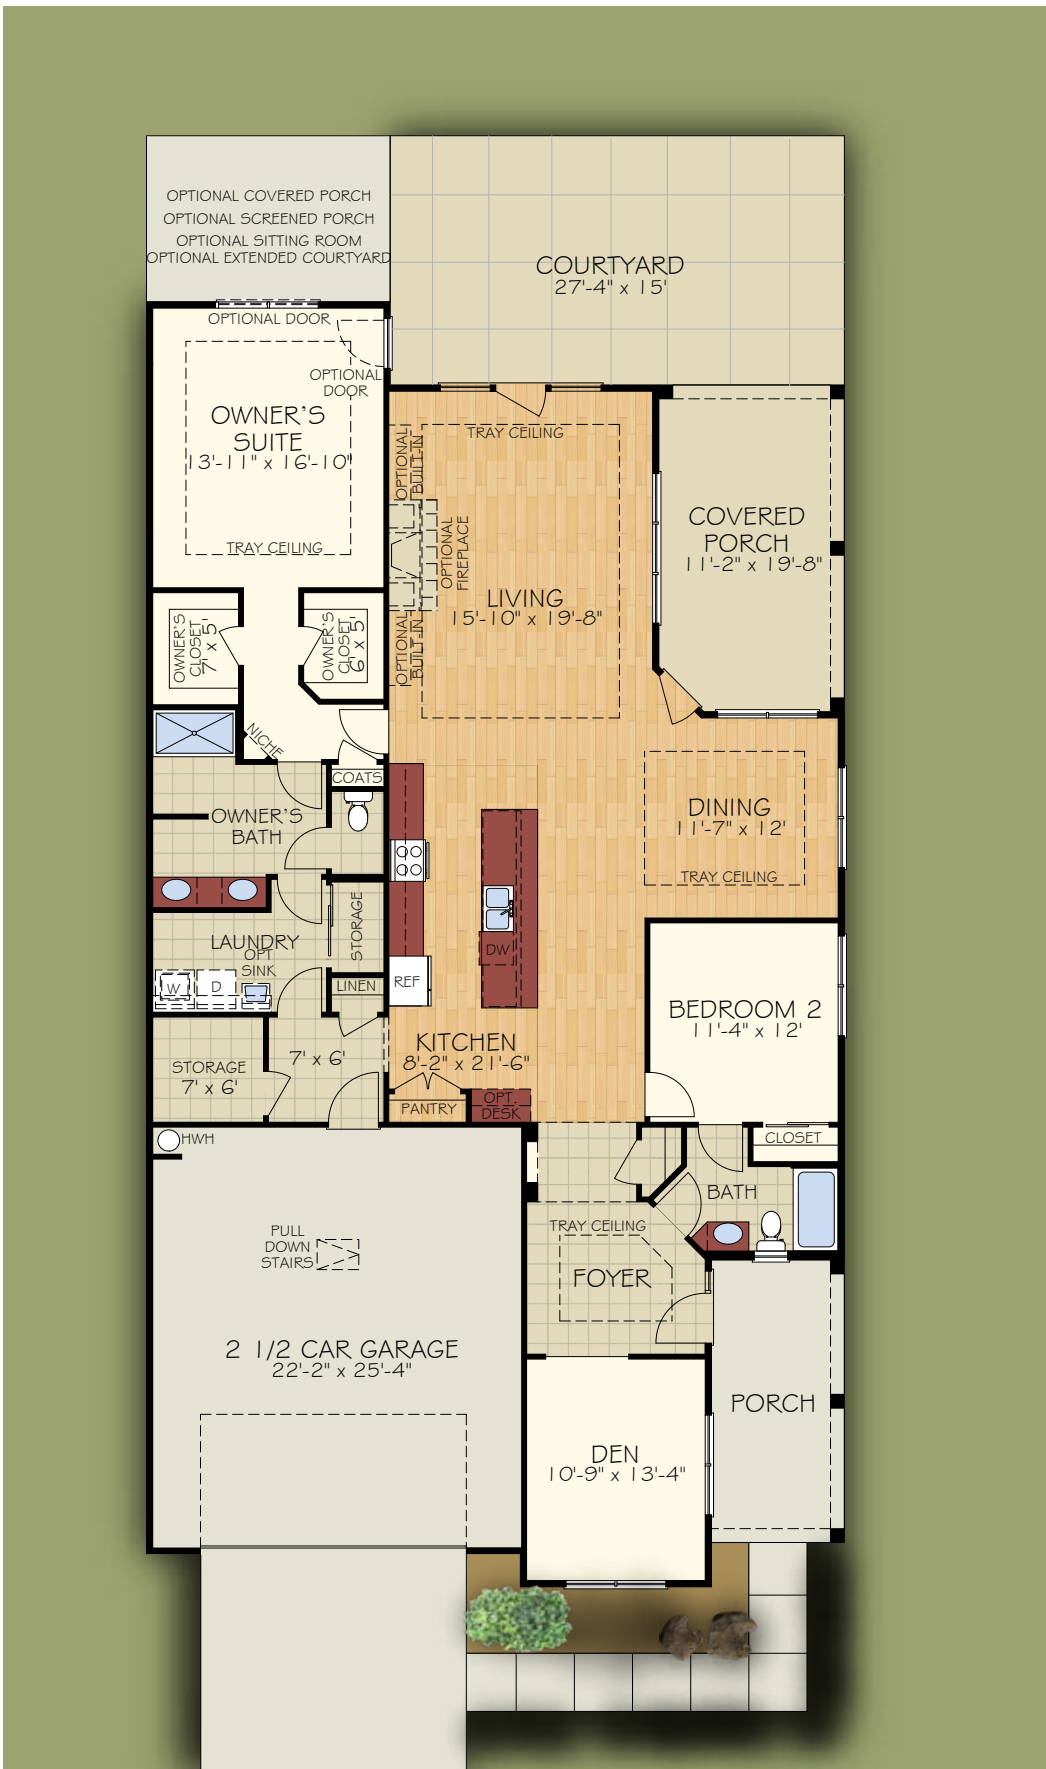 OPTIONAL COVERED PORCH
OPTIONAL SCREENED PORCH
OPTIONAL SITTING ROOM
OPTIONAL EXTENDED COURTYARD
COURTYARD
27'-4" x 15'
OPTIONAL DOOR
OPTIONAL
DOOR
OWNER'S
SUITE
13'-11" x 16'-10"
TRAY CEILING
TRAY CEILING
OPTIONAL
BUILT-IN
OPTIONAL
FIREPLACE
OPTIONAL
BUILT-IN
LIVING
15'-10" x 19'-8"
COVERED
PORCH
11'-2" x 19'-8"
OWNER'S
CLOSET
7' x 5'
OWNER'S
CLOSET
6' x 5'
NICHE
COATS
OWNER'S
BATH
DINING
11'-7" x 12'
TRAY CEILING
STORAGE
LAUNDRY
OPT
SINK
W
D
LINEN
REF
DW
KITCHEN
8'-2" x 21'-6"
PANTRY
OPT.
DESK
BEDROOM 2
11'-4" x 12'
CLOSET
STORAGE
7' x 6'
7' x 6'
HWH
BATH
PULL
DOWN
STAIRS
TRAY CEILING
FOYER
2 1/2 CAR GARAGE
22'-2" x 25'-4"
PORCH
DEN
10'-9" x 13'-4"